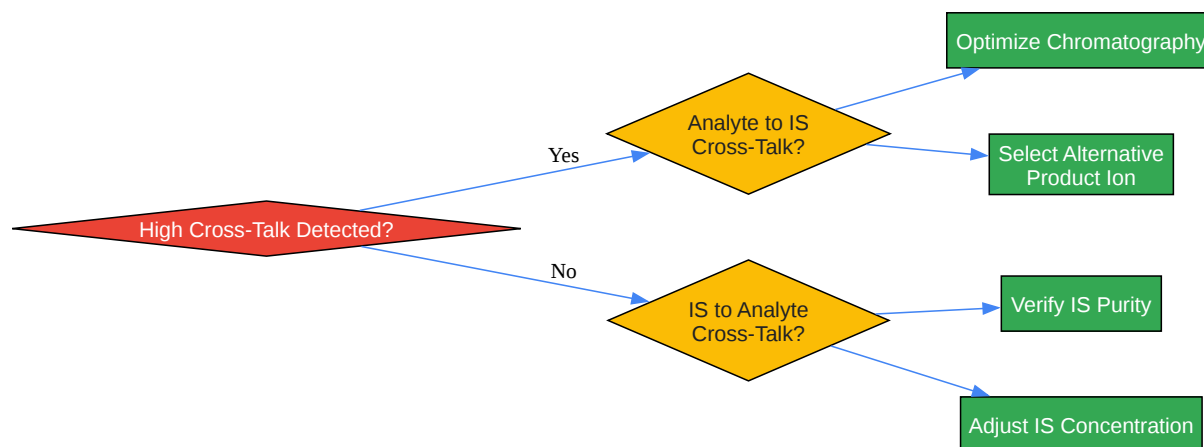 High Cross-Talk Detected?
Yes
No
Analyte to IS
Cross-Talk?
IS to Analyte
Cross-Talk?
Optimize Chromatography
Select Alternative
Product Ion
Verify IS Purity
Adjust IS Concentration